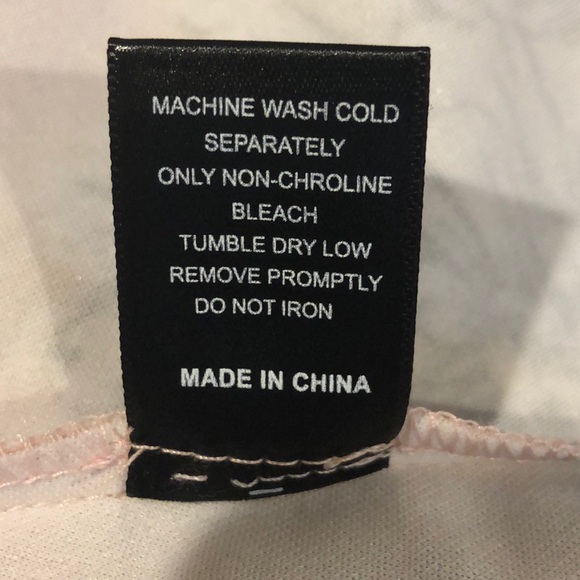 MACHINE WASH COLD
SEPARATELY
ONLY NON-CHROLINE
BLEACH
TUMBLE DRY LOW
REMOVE PROMPTLY
DO NOT IRON
MADE IN CHINA